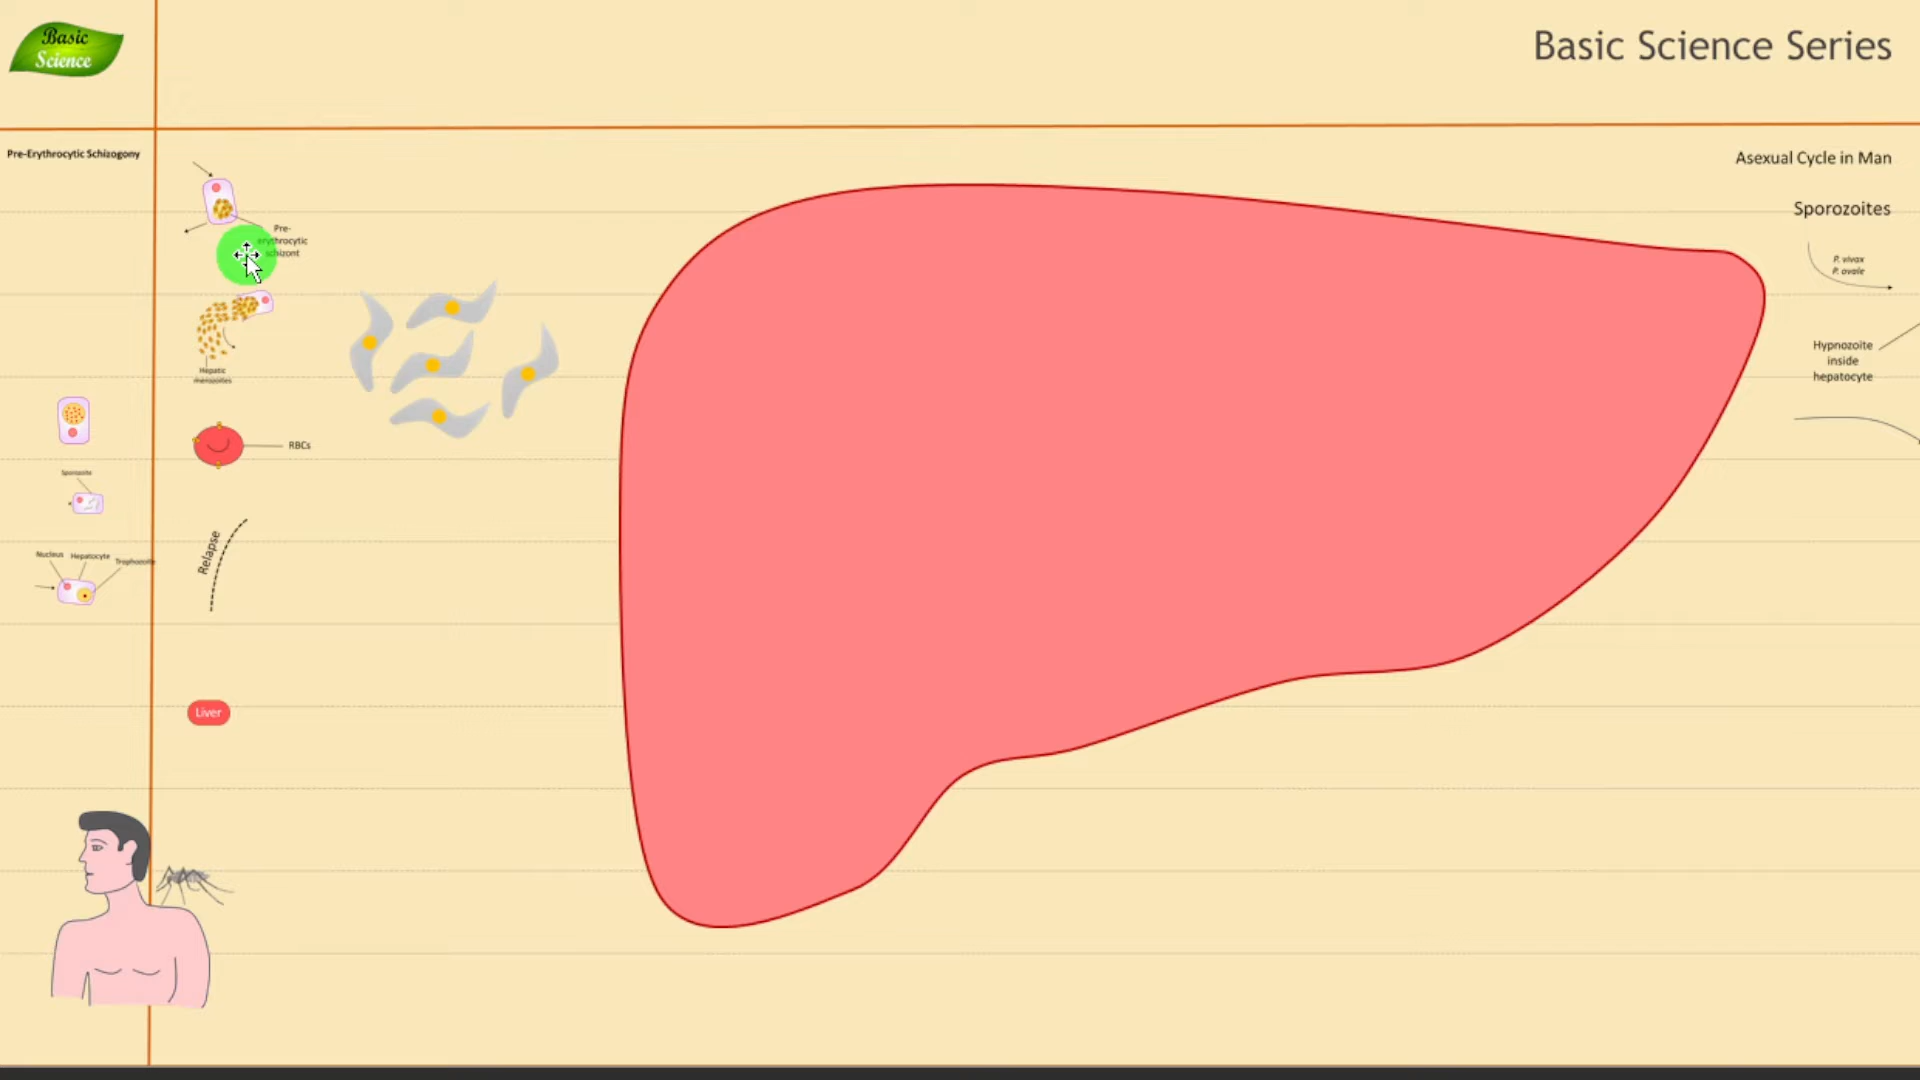 Basic
Science
Basic Science Series
Pre-Erythrocytic Schizogony
Asexual Cycle in Man
Sporozoites
Pre-
erythrocytic
schizont
P. vivax
P. ovale
Hypnozoite
inside
hepatocyte
Hepatic
merozoites
RBCs
Sporozoite
Nucleus
Hepatocyte
Trophozoite
Relapse
Liver